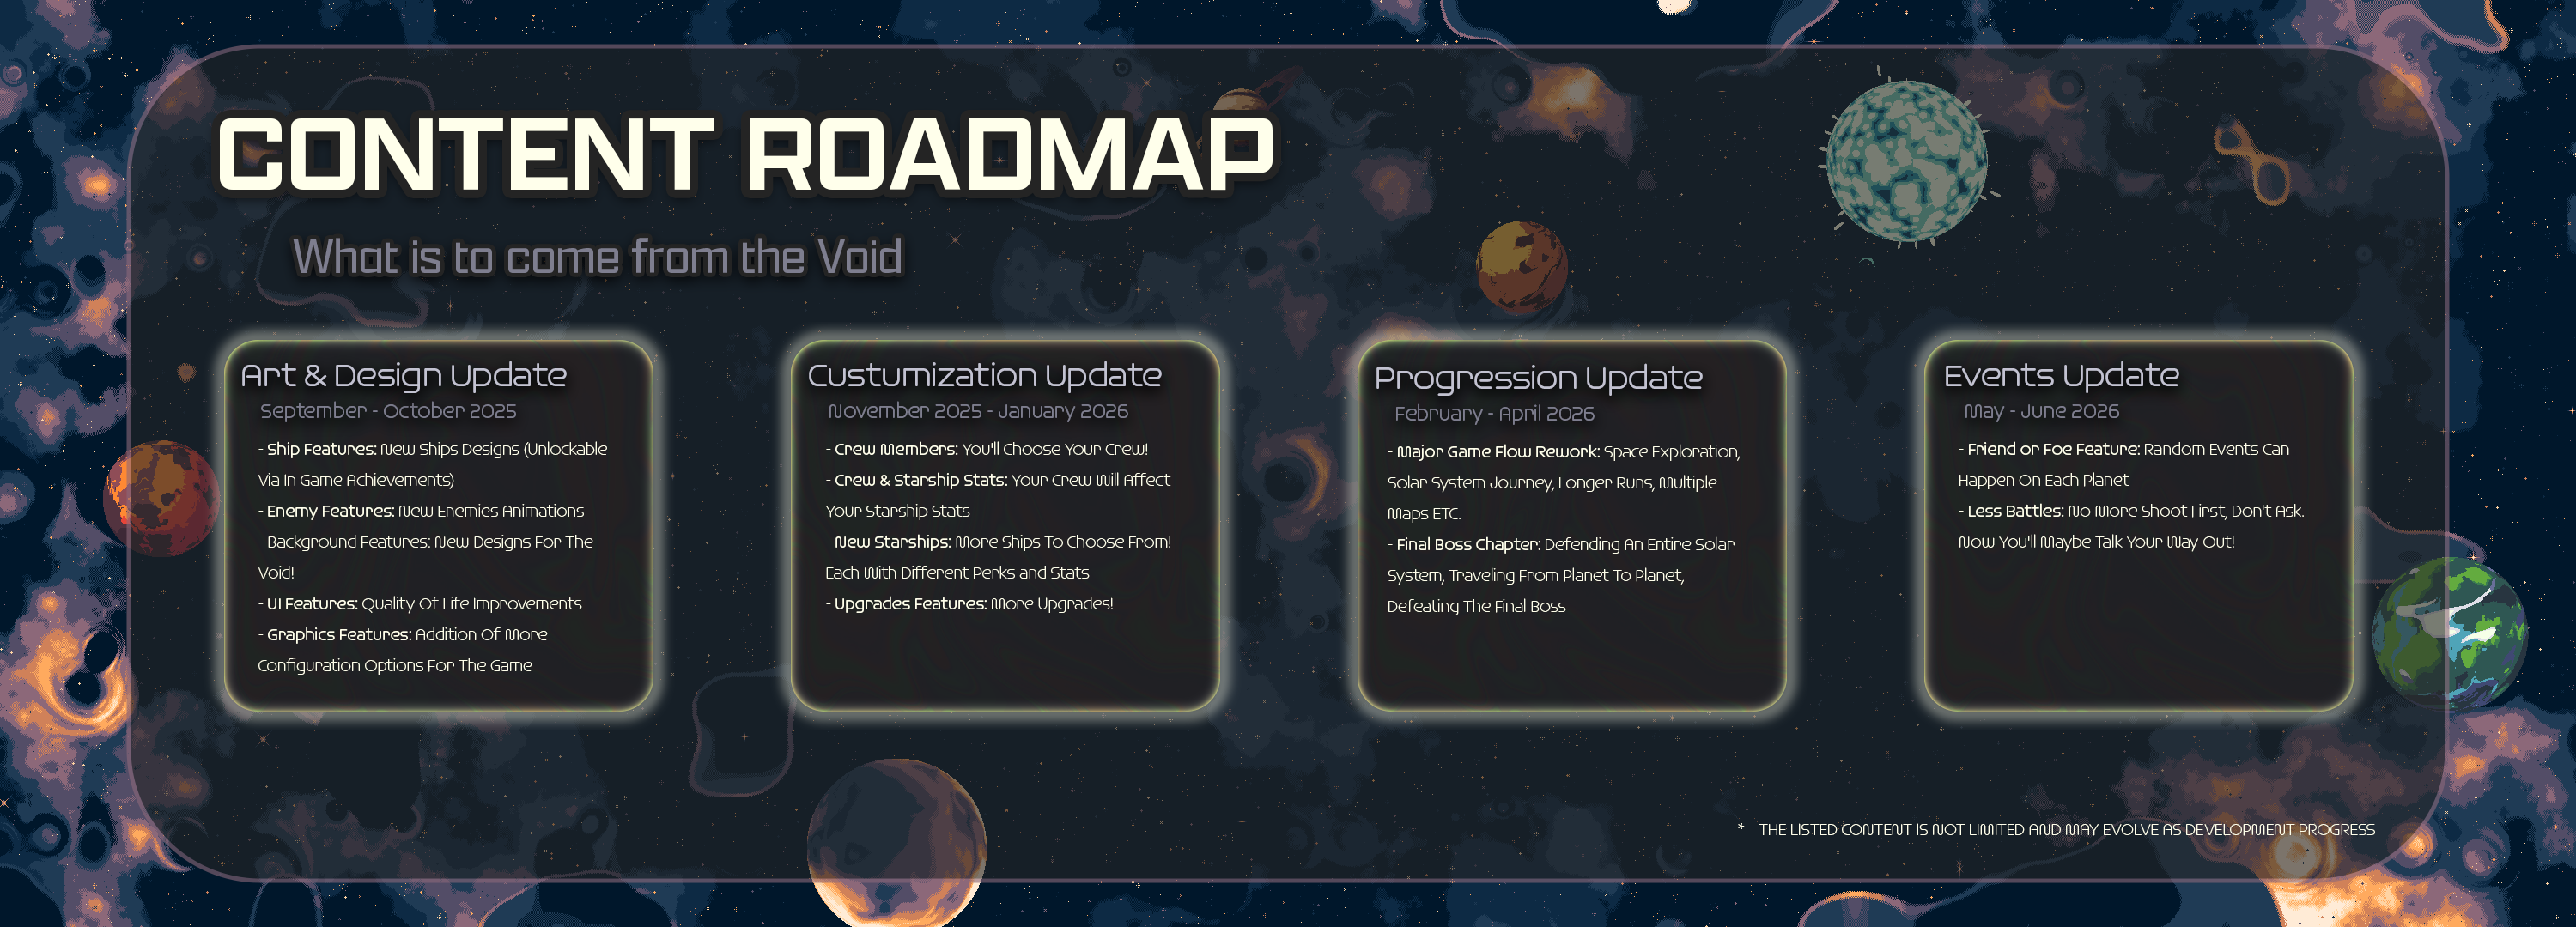 CONTENT ROADMAP
What is to come from the Void
Art & Design Update
September - October 2025
- Ship Features: New Ships Designs (Unlockable
Via In Game Achievements)
- Enemy Features: New Enemies Animations
- Background Features: New Designs For The
Void!
- UI Features: Quality Of Life Improvements
- Graphics Features: Addition Of More
Configuration Options For The Game
Custumization Update
November 2025 - January 2026
- Crew Members: You'll Choose Your Crew!
- Crew & Starship Stats: Your Crew Will Affect
Your Starship Stats
- New Starships: More Ships To Choose From!
Each With Different Perks and Stats
- Upgrades Features: More Upgrades!
Progression Update
February - April 2026
- Major Game Flow Rework: Space Exploration,
Solar System Journey, Longer Runs, Multiple
Maps ETC.
- Final Boss Chapter: Defending An Entire Solar
System, Traveling From Planet To Planet,
Defeating The Final Boss
Events Update
May - June 2026
- Friend or Foe Feature: Random Events Can
Happen On Each Planet
- Less Battles: No More Shoot First, Don't Ask.
Now You'll Maybe Talk Your Way Out!
* THE LISTED CONTENT IS NOT LIMITED AND MAY EVOLVE AS DEVELOPMENT PROGRESS